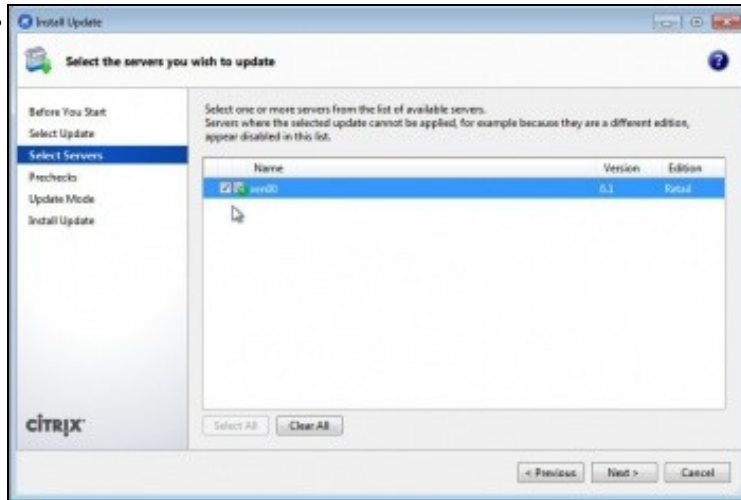 Install Update
Select the servers you wish to update
Before You Start
Select Update
Select Servers
Prechecks
Update Mode
Install Update
Select one or more servers from the list of available servers.
Servers where the selected update cannot be applied, for example because they are a different edition,
appear disabled in this list.
Name Version Edition
xen00 6.1 Retail
CITRIX
Select All Clear All
< Previous Next > Cancel